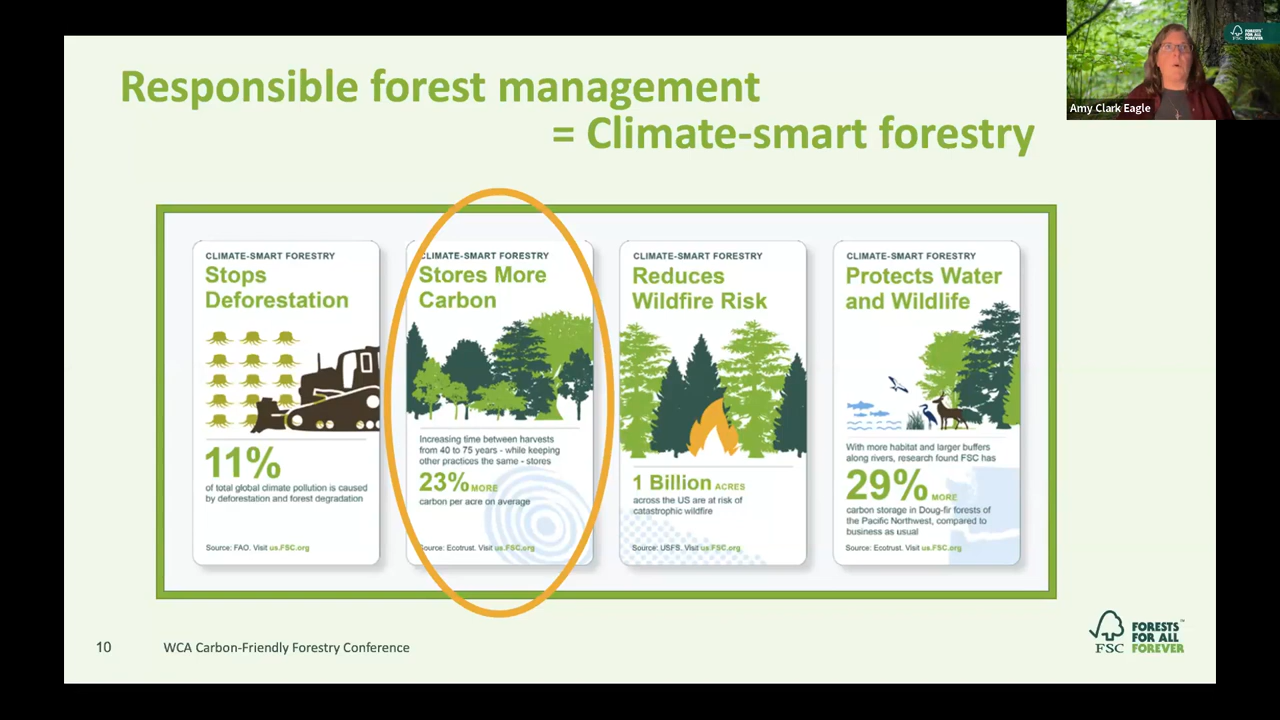 Responsible forest management
= Climate-smart forestry
FSC
FORESTS
FOR ALL
FOREVER
Amy Clark Eagle
CLIMATE-SMART FORESTRY
Stops
Deforestation
11%
of total global climate pollution is caused
by deforestation and forest degradation
Source: FAO. Visit us.FSC.org
CLIMATE-SMART FORESTRY
Stores More
Carbon
Increasing time between harvests
from 40 to 75 years - while keeping
other practices the same - stores
23% MORE
carbon per acre on average
Source: Ecotrust. Visit us.FSC.org
CLIMATE-SMART FORESTRY
Reduces
Wildfire Risk
1 Billion ACRES
across the US are at risk of
catastrophic wildfire
Source: USFS. Visit us.FSC.org
CLIMATE-SMART FORESTRY
Protects Water
and Wildlife
With more habitat and larger buffers
along rivers, research found FSC has
29% MORE
carbon storage in Doug-fir forests of
the Pacific Northwest, compared to
business as usual
Source: Ecotrust. Visit us.FSC.org
10
WCA Carbon-Friendly Forestry Conference
FSC
FORESTS
FOR ALL
FOREVER